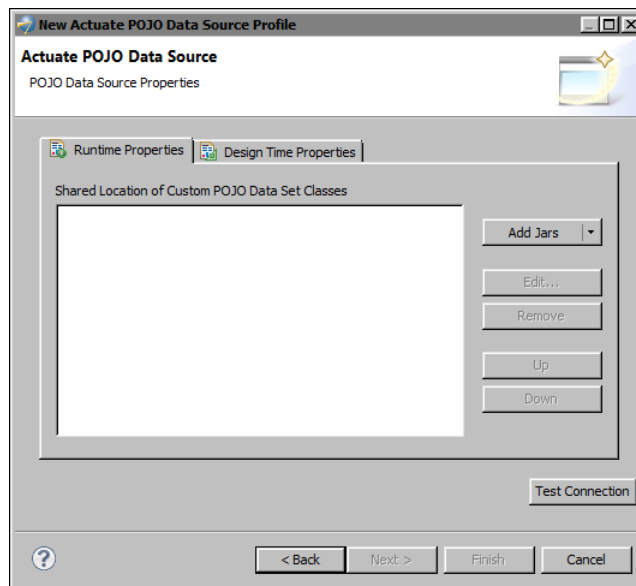 New Actuate POJO Data Source Profile
Actuate POJO Data Source
POJO Data Source Properties
Runtime Properties
Design Time Properties
Shared Location of Custom POJO Data Set Classes
Add Jars
Edit...
Remove
Up
Down
Test Connection
?
< Back
Next >
Finish
Cancel